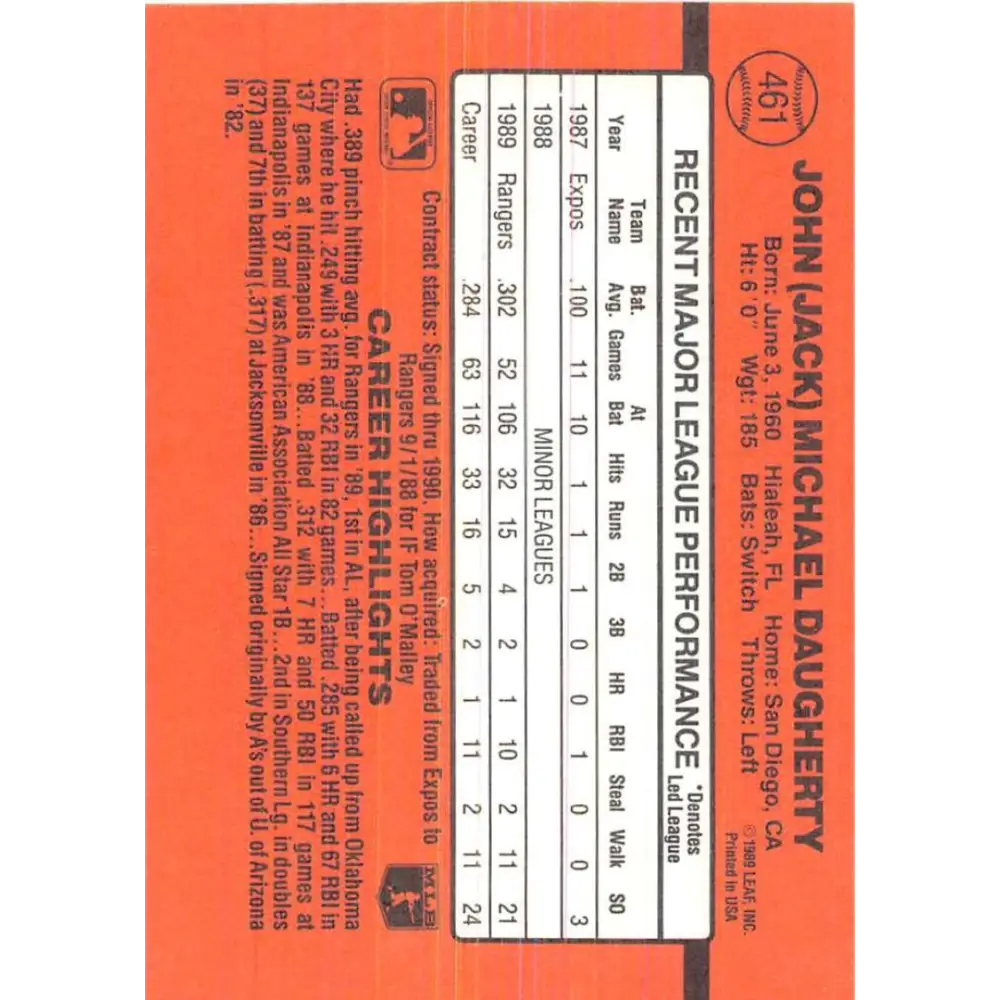 461
JOHN (JACK) MICHAEL DAUGHERTY
Born: June 3, 1960 Hialeah, FL Home: San Diego, CA
Ht: 6'0" Wgt: 185 Bats: Switch Throws: Left
© 1989 LEAF, INC.
Printed in USA
RECENT MAJOR LEAGUE PERFORMANCE
*Denotes
Led League
Year Team Name Bat. Avg. Games At Bat Hits Runs 2B 3B HR RBI Steal Walk SO
1987 Expos .100 11 10 1 1 1 0 0 1 0 0 3
1988 MINOR LEAGUES
1989 Rangers .302 52 106 32 15 4 2 1 10 2 11 21
Career .284 63 116 33 16 5 2 1 11 2 11 24
Contract status: Signed thru 1990. How acquired: Traded from Expos to
Rangers 9/1/88 for IF Tom O'Malley
MLB
CAREER HIGHLIGHTS
Had .389 pinch hitting avg. for Rangers in '89, 1st in AL, after being called up from Oklahoma
City where he hit .249 with 3 HR and 32 RBI in 82 games...Batted .285 with 6 HR and 67 RBI in
137 games at Indianapolis in '88...Batted .312 with 7 HR and 50 RBI in 117 games at
Indianapolis in '87 and was American Association All Star 1B...2nd in Southern Lg. in doubles
(37) and 7th in batting (.317) at Jacksonville in '86...Signed originally by A's out of U. of Arizona
in '82.